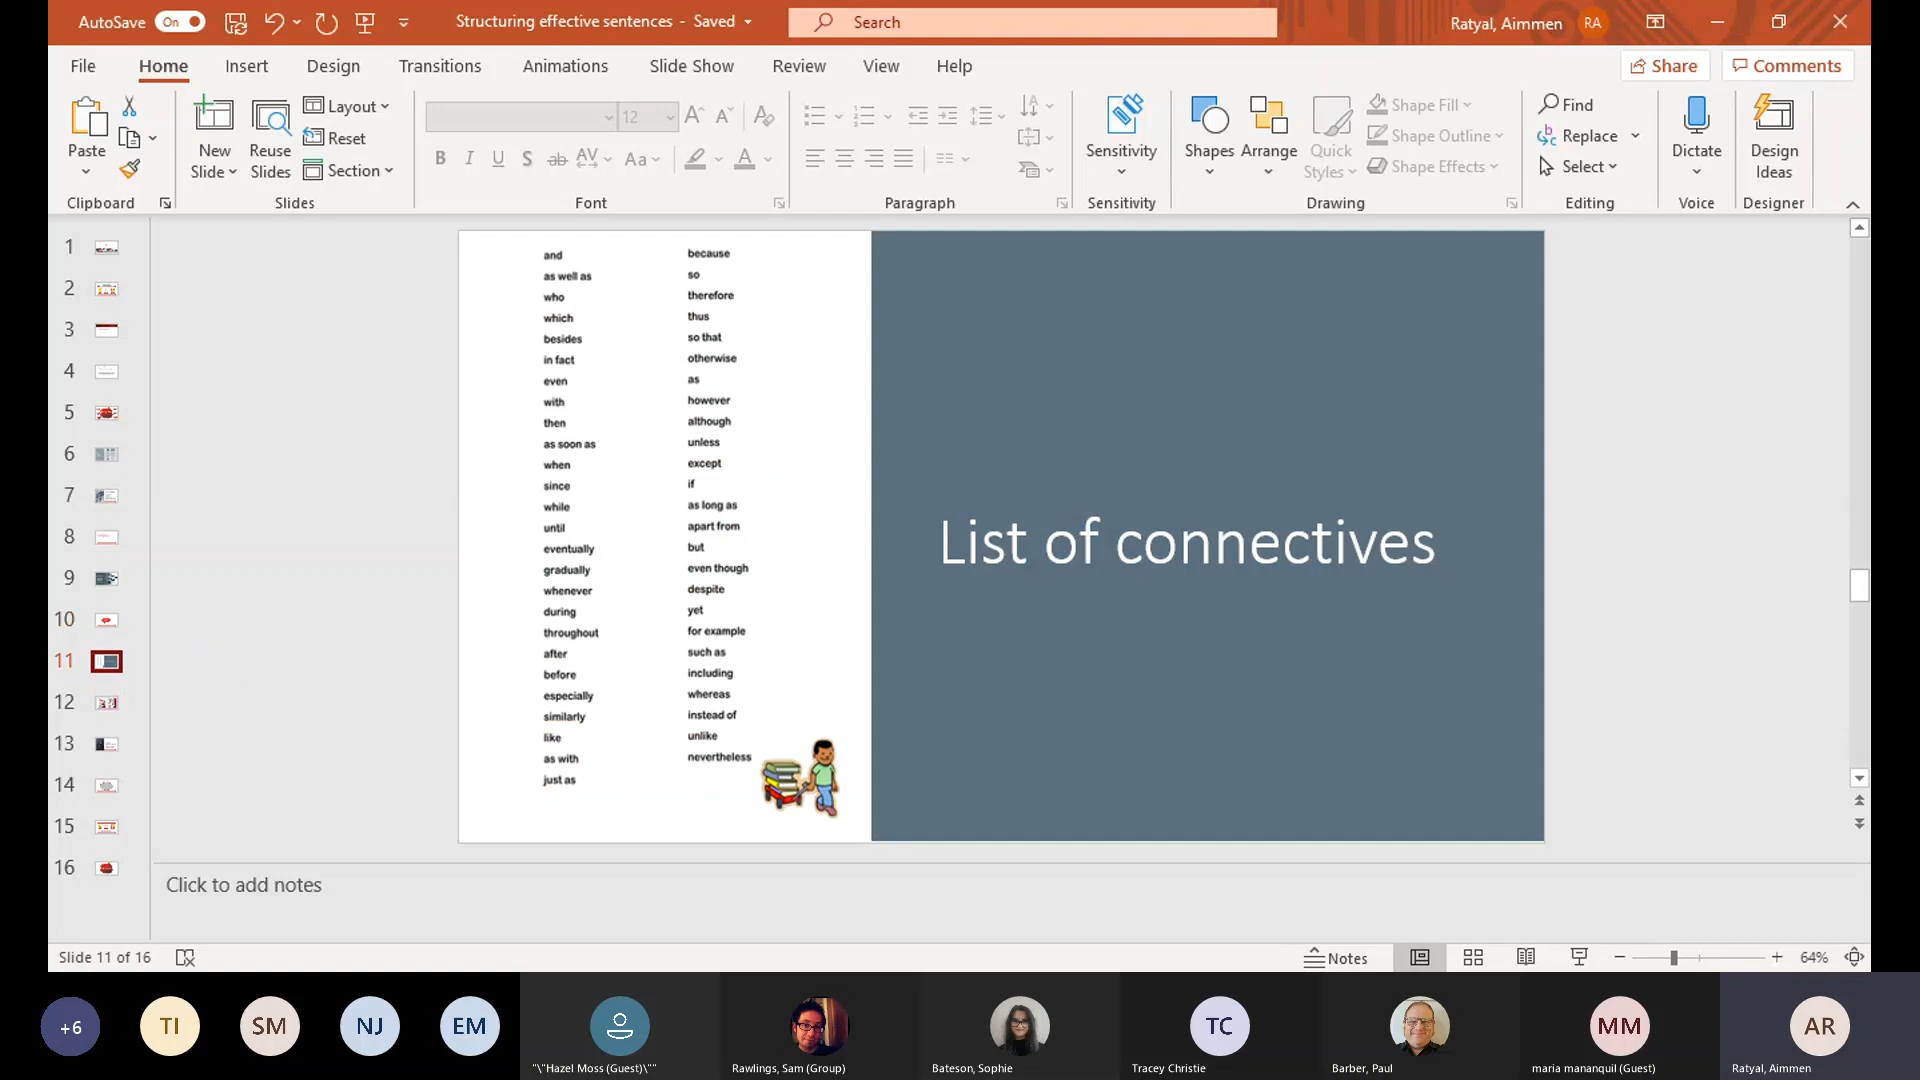 AutoSave On Structuring effective sentences - Saved Search Ratyal, Aimmen RA
File Home Insert Design Transitions Animations Slide Show Review View Help Share Comments
Paste
New Slide
Reuse Slides
Layout
Reset
Section
12
Sensitivity
Shapes
Arrange
Quick Styles
Shape Fill
Shape Outline
Shape Effects
Find
Replace
Select
Dictate
Design Ideas
Clipboard Slides Font Paragraph Sensitivity Drawing Editing Voice Designer
1
2
3
4
5
6
7
8
9
10
11
12
13
14
15
16
and
as well as
who
which
besides
in fact
even
with
then
as soon as
when
since
while
until
eventually
gradually
whenever
during
throughout
after
before
especially
similarly
like
as with
just as
because
so
therefore
thus
so that
otherwise
as
however
although
unless
except
if
as long as
apart from
but
even though
despite
yet
for example
such as
including
whereas
instead of
unlike
nevertheless
List of connectives
Click to add notes
Slide 11 of 16 Notes 64%
+6 TI SM NJ EM TC MM AR
"\"Hazel Moss (Guest)\"" Rawlings, Sam (Group) Bateson, Sophie Tracey Christie Barber, Paul maria mananquil (Guest) Ratyal, Aimmen